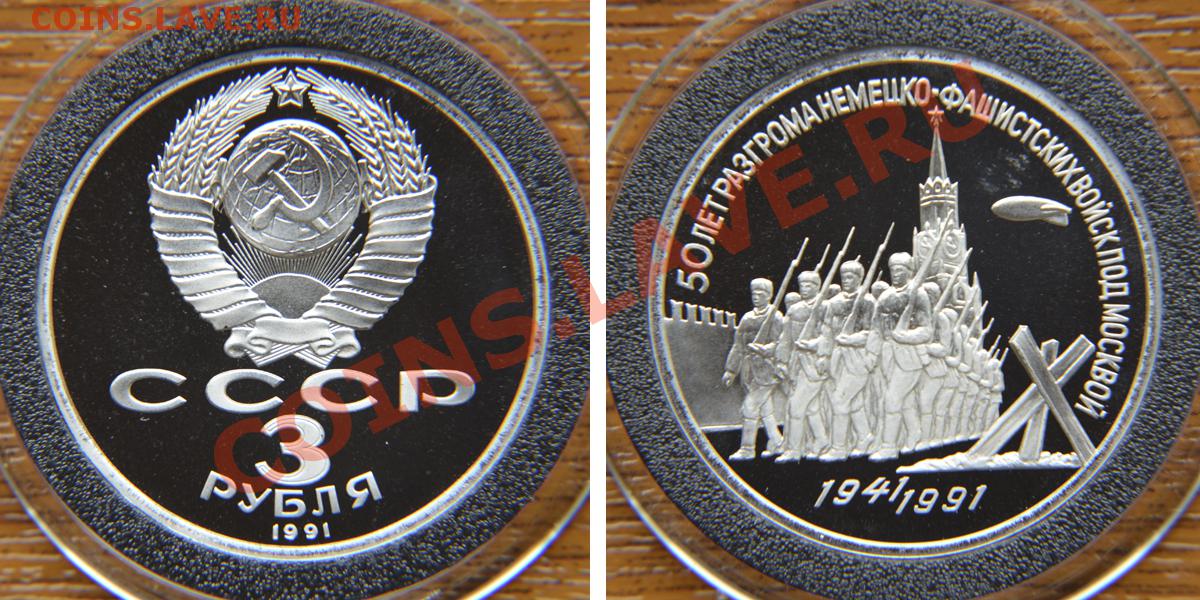 COINS.LAVE.RU
СССР
3
РУБЛЯ
1991
50 ЛЕТ РАЗГРОМА НЕМЕЦКО-ФАШИСТСКИХ ВОЙСК ПОД МОСКВОЙ
1941 1991
COINS.LAVE.RU